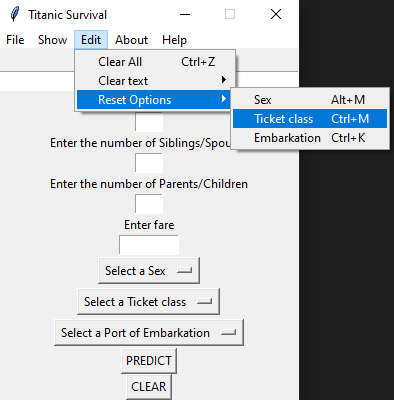 Titanic Survival
File Show Edit About Help
Clear All Ctrl+Z
Clear text
Reset Options
Sex Alt+M
Ticket class Ctrl+M
Embarkation Ctrl+K
Enter the number of Siblings/Spou
Enter the number of Parents/Children
Enter fare
Select a Sex
Select a Ticket class
Select a Port of Embarkation
PREDICT
CLEAR